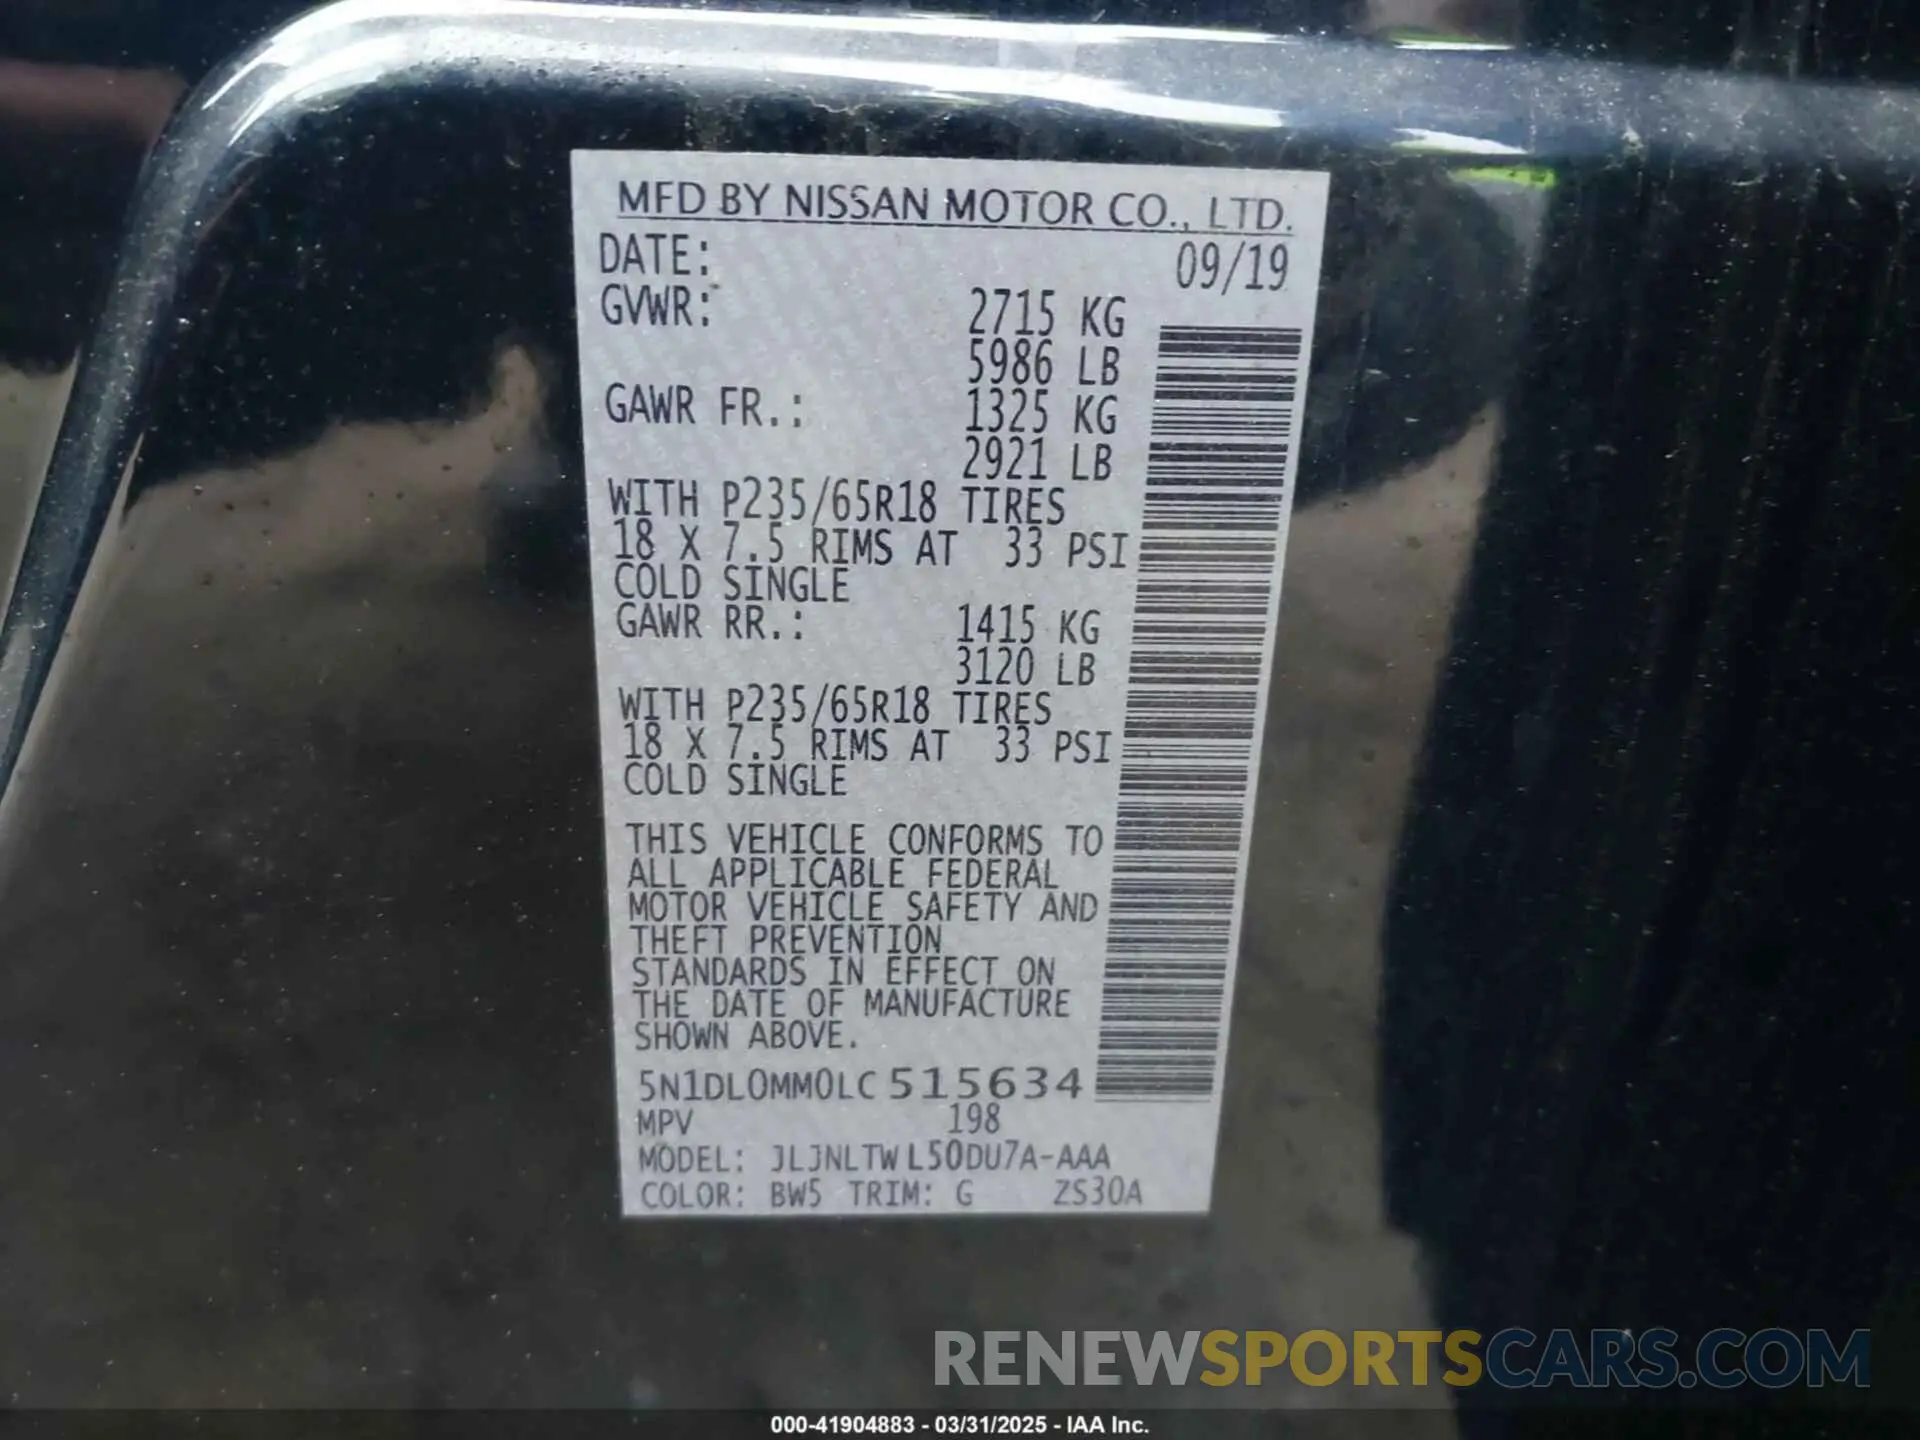 MFD BY NISSAN MOTOR CO., LTD.
DATE: 09/19
GVWR: 2715 KG
5986 LB
GAWR FR.: 1325 KG
2921 LB
WITH P235/65R18 TIRES
18 X 7.5 RIMS AT 33 PSI
COLD SINGLE
GAWR RR.: 1415 KG
3120 LB
WITH P235/65R18 TIRES
18 X 7.5 RIMS AT 33 PSI
COLD SINGLE
THIS VEHICLE CONFORMS TO
ALL APPLICABLE FEDERAL
MOTOR VEHICLE SAFETY AND
THEFT PREVENTION
STANDARDS IN EFFECT ON
THE DATE OF MANUFACTURE
SHOWN ABOVE.
5N1DL0MM0LC515634
MPV 198
MODEL: JLJNLTWL50DU7A-AAA
COLOR: BW5 TRIM: G ZS30A
RENEWSPORTSCARS.COM
000-41904883 - 03/31/2025 - IAA Inc.